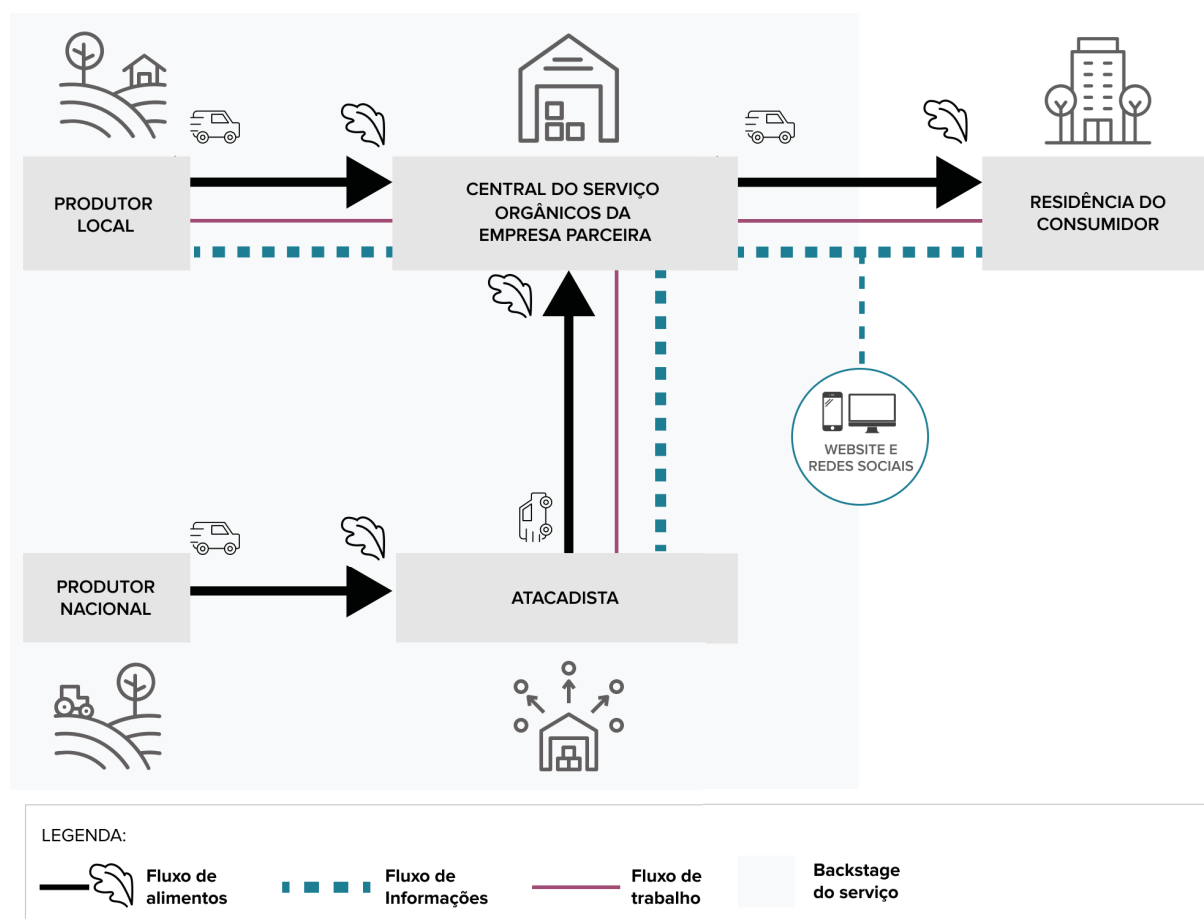 PRODUTOR
LOCAL
CENTRAL DO SERVIÇO
ORGÂNICOS DA
EMPRESA PARCEIRA
RESIDÊNCIA DO
CONSUMIDOR
WEBSITE E
REDES SOCIAIS
PRODUTOR
NACIONAL
ATACADISTA
LEGENDA:
Fluxo de
alimentos
Fluxo de
Informações
Fluxo de
trabalho
Backstage
do serviço